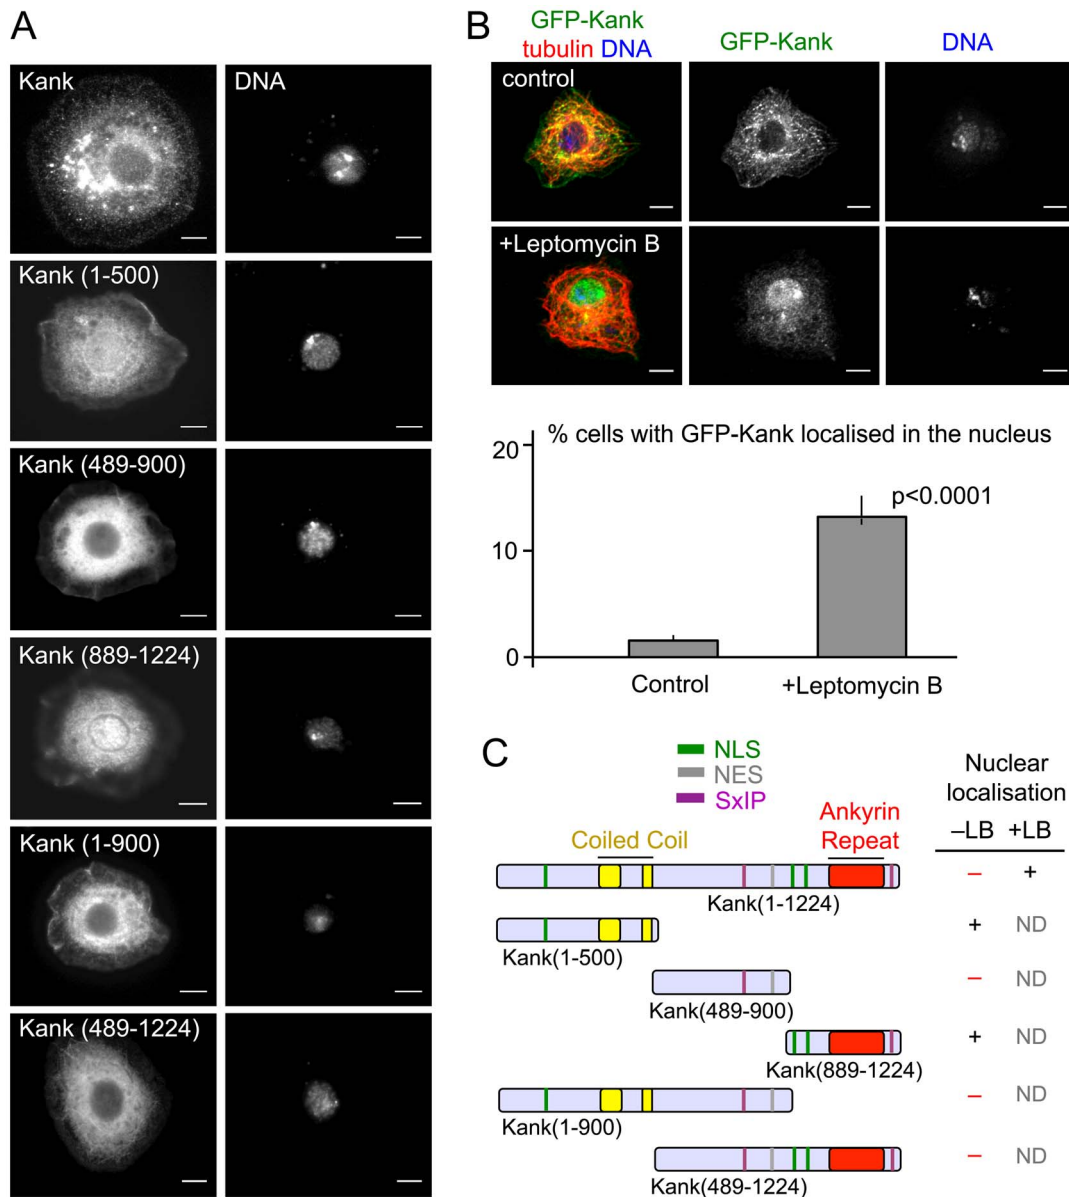 A
Kank
DNA
Kank (1-500)
Kank (489-900)
Kank (889-1224)
Kank (1-900)
Kank (489-1224)
B
GFP-Kank
tubulin DNA
GFP-Kank
DNA
control
+Leptomycin B
% cells with GFP-Kank localised in the nucleus
20
10
0
p<0.0001
Control
+Leptomycin B
C
NLS
NES
SxIP
Nuclear
localisation
–LB +LB
Coiled Coil
Ankyrin
Repeat
Kank(1-1224)
– +
Kank(1-500)
+ ND
Kank(489-900)
– ND
Kank(889-1224)
+ ND
Kank(1-900)
– ND
Kank(489-1224)
– ND